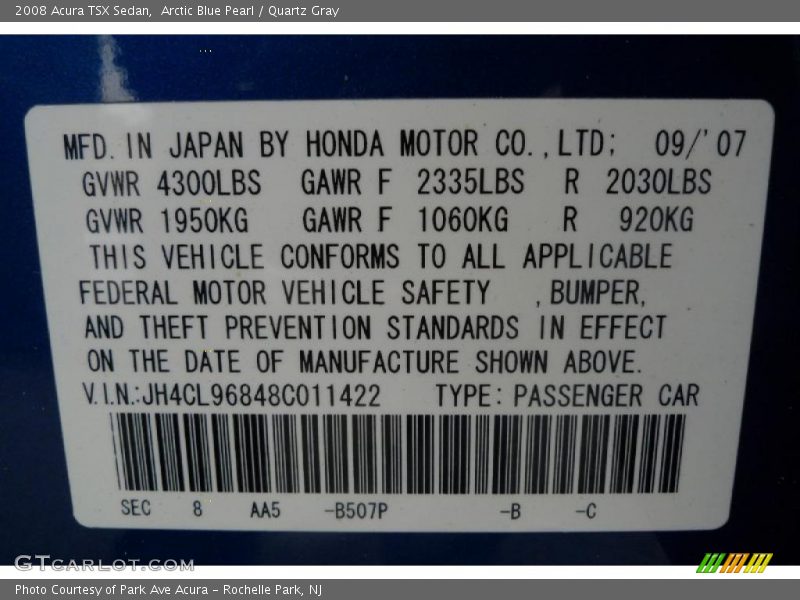 2008 Acura TSX Sedan,  Arctic Blue Pearl / Quartz Gray
MFD. IN JAPAN BY HONDA MOTOR CO.,LTD; 09/'07
GVWR 4300LBS GAWR F 2335LBS R 2030LBS
GVWR 1950KG GAWR F 1060KG R 920KG
THIS VEHICLE CONFORMS TO ALL APPLICABLE
FEDERAL MOTOR VEHICLE SAFETY ,BUMPER,
AND THEFT PREVENTION STANDARDS IN EFFECT
ON THE DATE OF MANUFACTURE SHOWN ABOVE.
V.I.N.:JH4CL96848C011422 TYPE: PASSENGER CAR
SEC 8 AA5 -B507P -B -C
GTCARLOT.COM
Photo Courtesy of Park Ave Acura - Rochelle Park, NJ